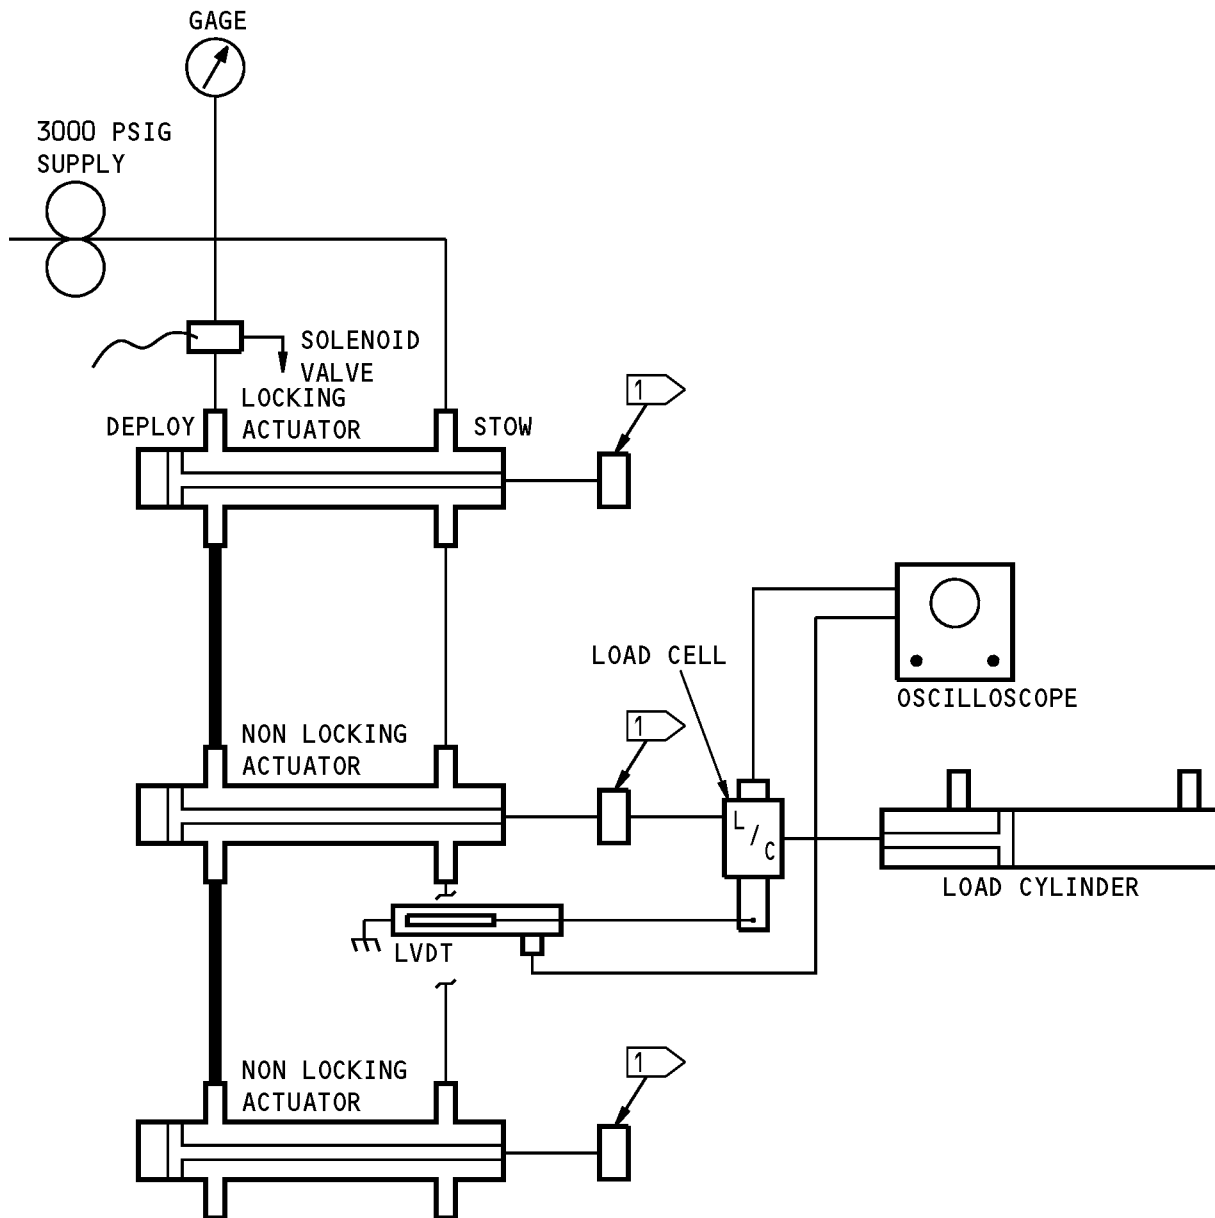 GAGE
3000 PSIG
SUPPLY
SOLENOID
VALVE
LOCKING
ACTUATOR
DEPLOY
STOW
1
LOAD CELL
OSCILLOSCOPE
NON LOCKING
ACTUATOR
1
L/C
LOAD CYLINDER
LVDT
NON LOCKING
ACTUATOR
1